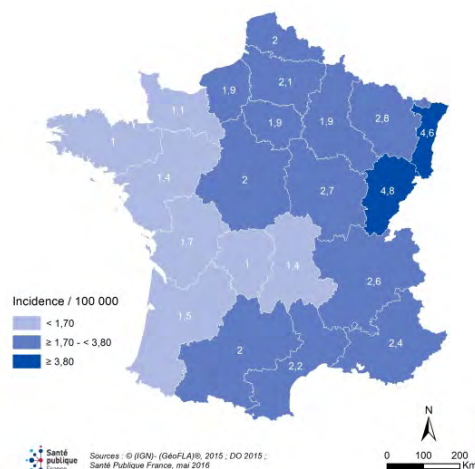 2
1,9
2,1
1,1
1,9
1,9
2,8
4,6
1
1,4
2
2,7
4,8
1,7
1
1,4
2,6
1,5
2
2,2
2,4
Incidence / 100 000
< 1,70
≥ 1,70 - < 3,80
≥ 3,80
N
0 100 200
Km
Santé
publique
France
Sources : © (IGN)- (GéoFLA)®, 2015 ; DO 2015 ;
Santé Publique France, mai 2016